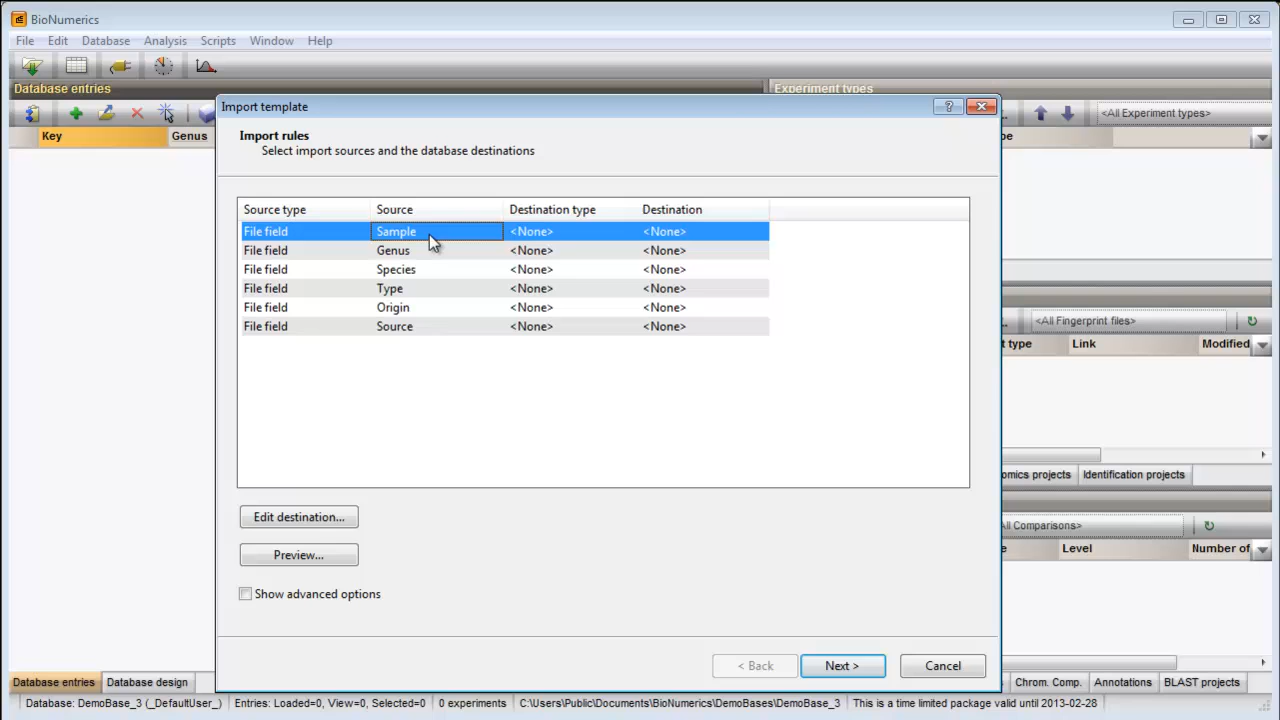 BioNumerics
File Edit Database Analysis Scripts Window Help
Database entries
Experiment types
Import template
<All Experiment types>
Key Genus
Import rules
Select import sources and the database destinations
Source type Source Destination type Destination
File field Sample <None> <None>
File field Genus <None> <None>
File field Species <None> <None>
File field Type <None> <None>
File field Origin <None> <None>
File field Source <None> <None>
<All Fingerprint files>
t type Link Modified
omics projects Identification projects
All Comparisons>
Level Number of
Edit destination...
Preview...
Show advanced options
< Back Next > Cancel
Database entries Database design
Chrom. Comp. Annotations BLAST projects
Database: DemoBase_3 (_DefaultUser_) Entries: Loaded=0, View=0, Selected=0 0 experiments C:\Users\Public\Documents\BioNumerics\DemoBases\DemoBase_3 This is a time limited package valid until 2013-02-28